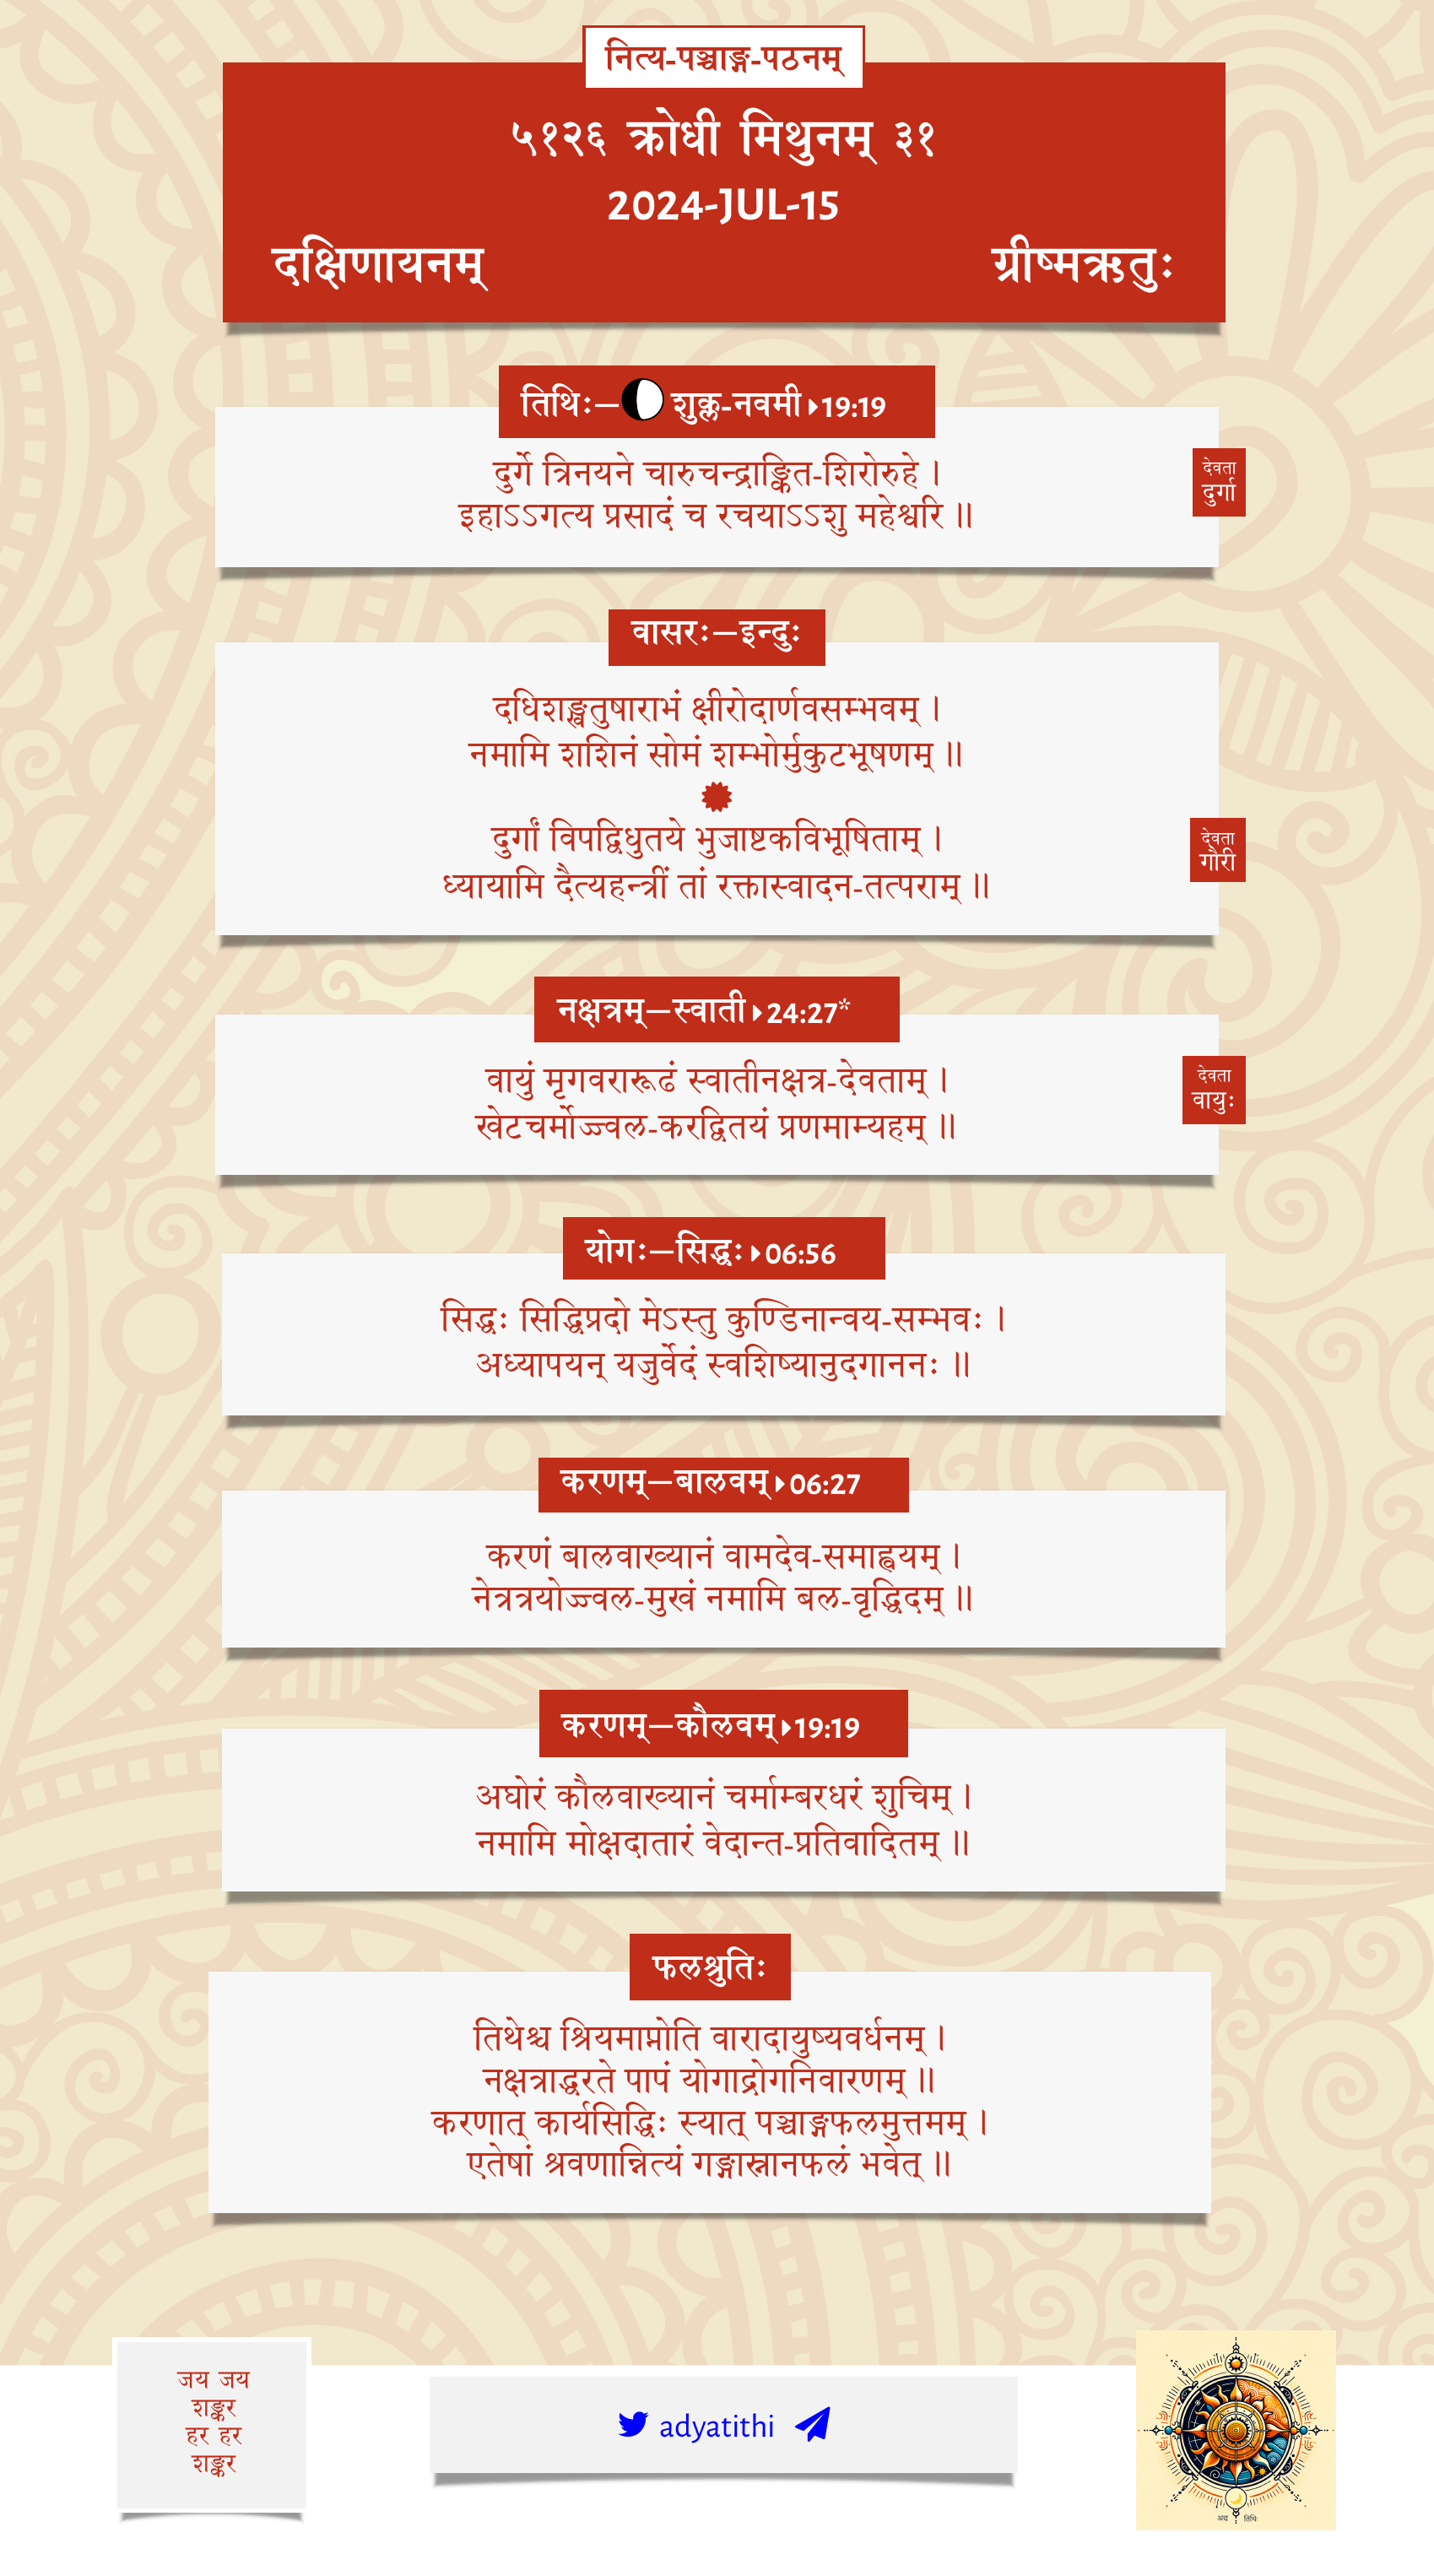 नित्य-पञ्चाङ्ग-पठनम्
५१२६ क्रोधी मिथुनम् ३१
2024-JUL-15
दक्षिणायनम् ग्रीष्मऋतुः
तिथिः—शुक्ल-नवमी 19:19
दुर्गे त्रिनयने चारुचन्द्राङ्कित-शिरोरुहे ।
इहाऽऽगत्य प्रसादं च रचयाऽऽशु महेश्वरि ॥
देवता
दुर्गा
वासरः—इन्दुः
दधिशङ्खतुषाराभं क्षीरोदार्णवसम्भवम् ।
नमामि शशिनं सोमं शम्भोर्मुकुटभूषणम् ॥
दुर्गां विपद्विधुतये भुजाष्टकविभूषिताम् ।
ध्यायामि दैत्यहन्त्रीं तां रक्तास्वादन-तत्पराम् ॥
देवता
गौरी
नक्षत्रम्—स्वाती 24:27*
वायुं मृगवरारूढं स्वातीनक्षत्र-देवताम् ।
खेटचर्मोज्ज्वल-करद्वितयं प्रणमाम्यहम् ॥
देवता
वायुः
योगः—सिद्धः 06:56
सिद्धः सिद्धिप्रदो मेऽस्तु कुण्डिनान्वय-सम्भवः ।
अध्यापयन् यजुर्वेदं स्वशिष्यानुदगाननः ॥
करणम्—बालवम् 06:27
करणं बालवाख्यानं वामदेव-समाह्वयम् ।
नेत्रत्रयोज्ज्वल-मुखं नमामि बल-वृद्धिदम् ॥
करणम्—कौलवम् 19:19
अघोरं कौलवाख्यानं चर्माम्बरधरं शुचिम् ।
नमामि मोक्षदातारं वेदान्त-प्रतिवादितम् ॥
फलश्रुतिः
तिथेश्च श्रियमाप्नोति वारादायुष्यवर्धनम् ।
नक्षत्राद्धरते पापं योगाद्रोगनिवारणम् ॥
करणात् कार्यसिद्धिः स्यात् पञ्चाङ्गफलमुत्तमम् ।
एतेषां श्रवणान्नित्यं गङ्गास्नानफलं भवेत् ॥
जय जय
शङ्कर
हर हर
शङ्कर
adyatithi
अद्य तिथिः